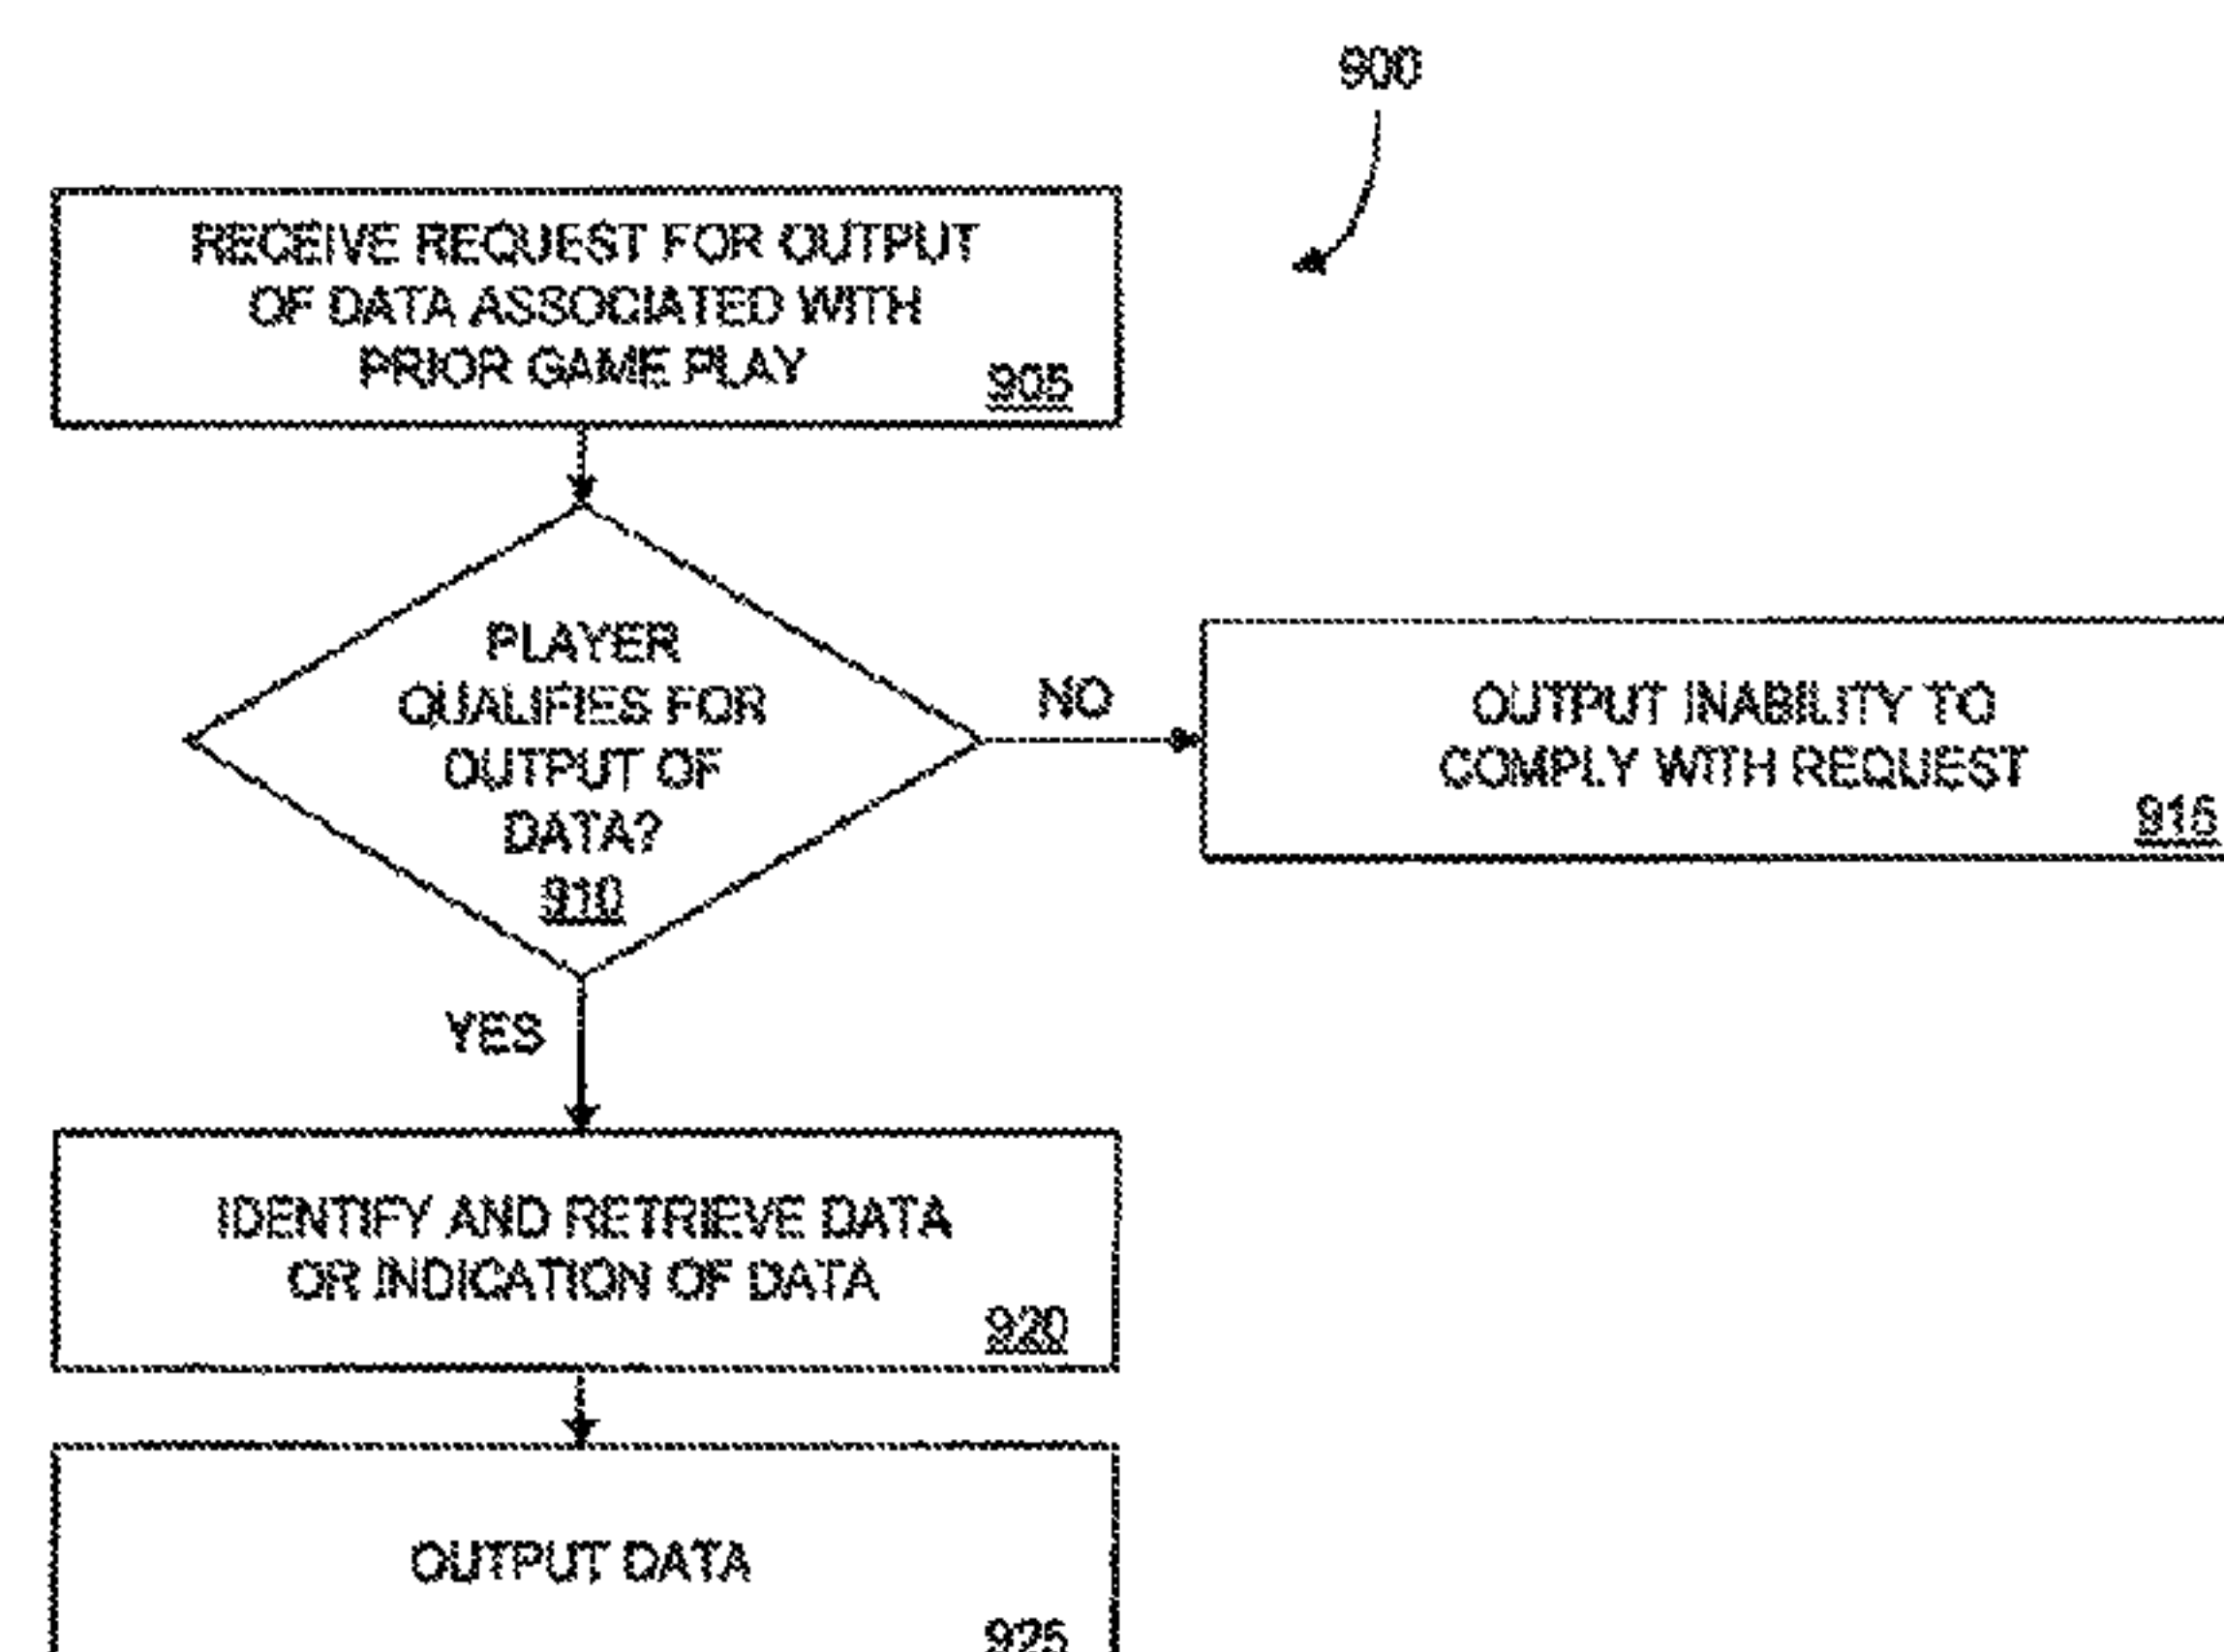 900
RECEIVE REQUEST FOR OUTPUT
OF DATA ASSOCIATED WITH
PRIOR GAME PLAY
905
PLAYER
QUALIFIES FOR
OUTPUT OF
DATA?
910
NO
OUTPUT INABILITY TO
COMPLY WITH REQUEST
915
YES
IDENTIFY AND RETRIEVE DATA
OR INDICATION OF DATA
920
OUTPUT DATA
925